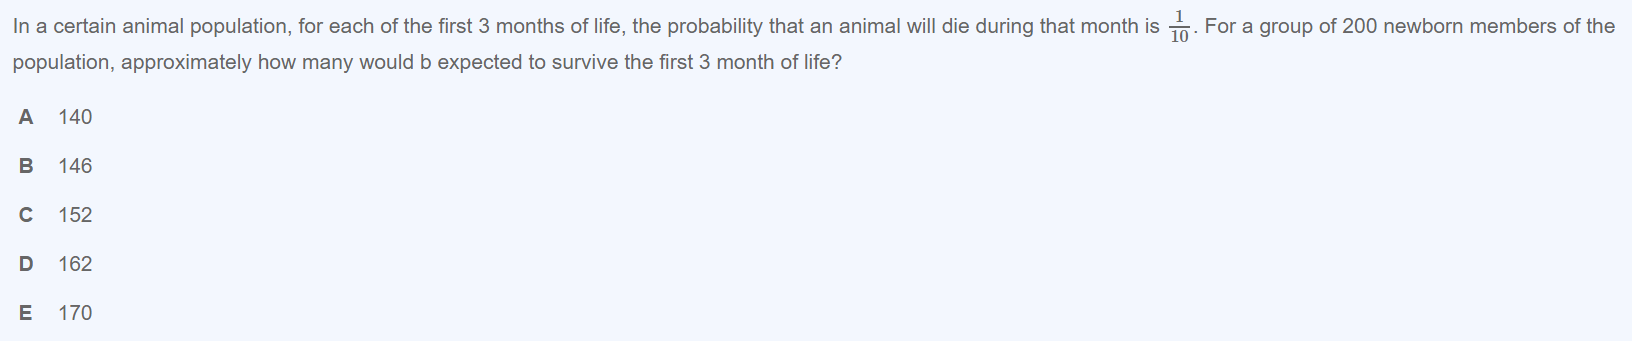 In a certain animal population, for each of the first 3 months of life, the probability that an animal will die during that month is 1/10. For a group of 200 newborn members of the
population, approximately how many would b expected to survive the first 3 month of life?
A 140
B 146
C 152
D 162
E 170